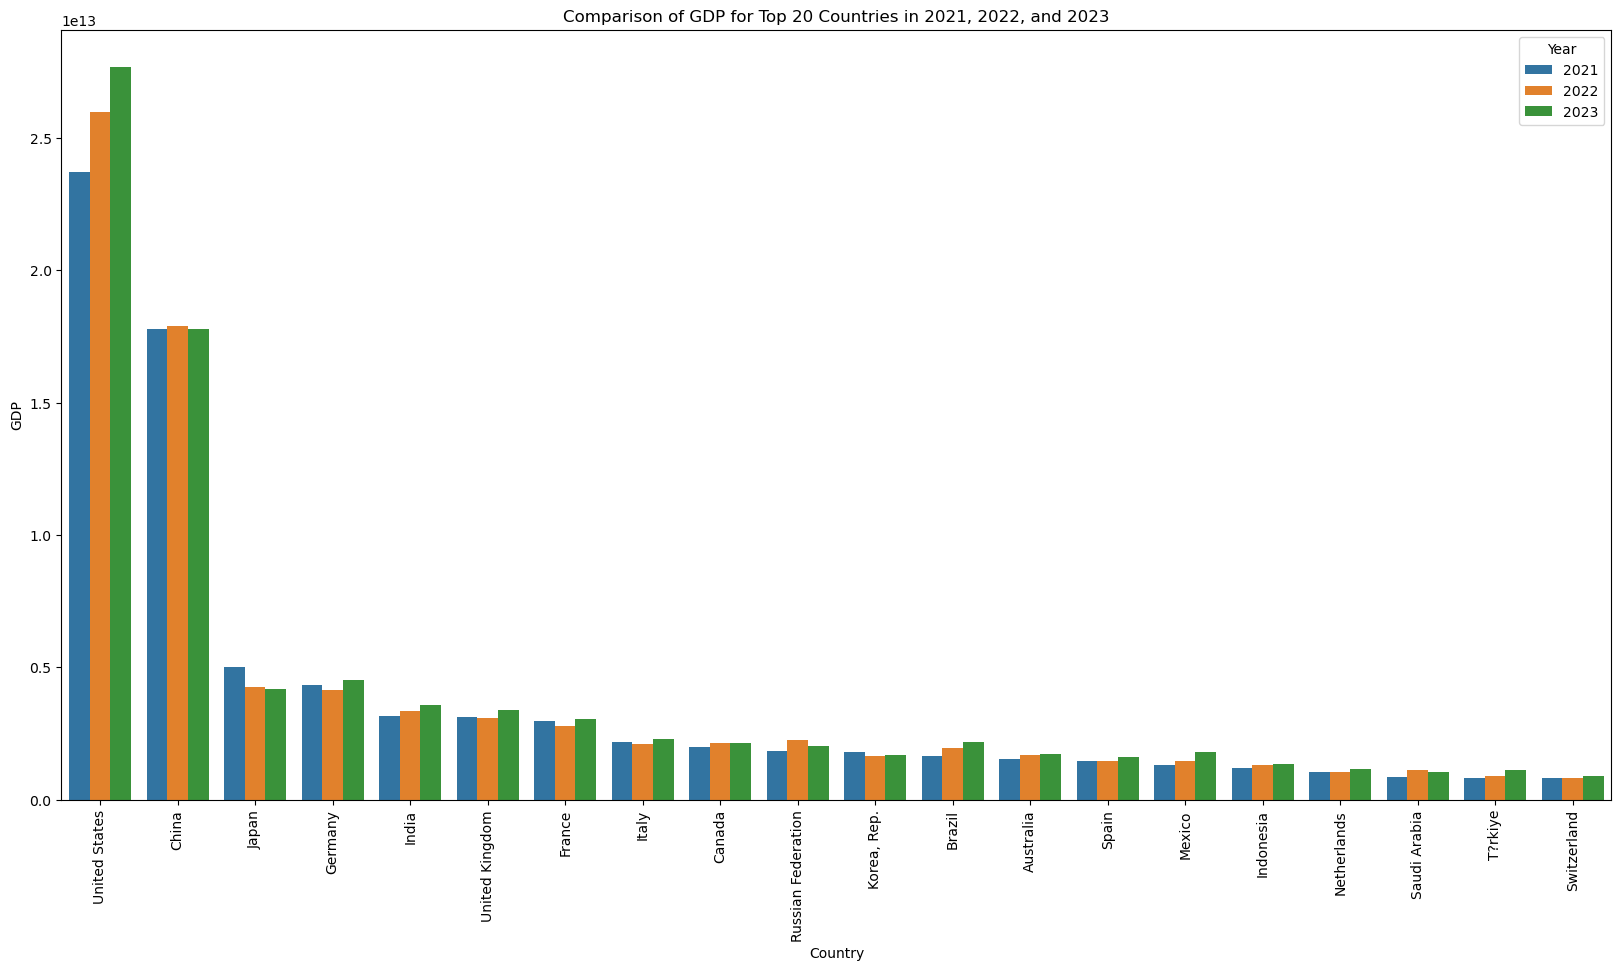 Comparison of GDP for Top 20 Countries in 2021, 2022, and 2023
1e13
Year
2021
2022
2023
2.5
2.0
1.5
1.0
0.5
0.0
GDP
United States
China
Japan
Germany
India
United Kingdom
France
Italy
Canada
Russian Federation
Korea, Rep.
Brazil
Australia
Spain
Mexico
Indonesia
Netherlands
Saudi Arabia
T?rkiye
Switzerland
Country